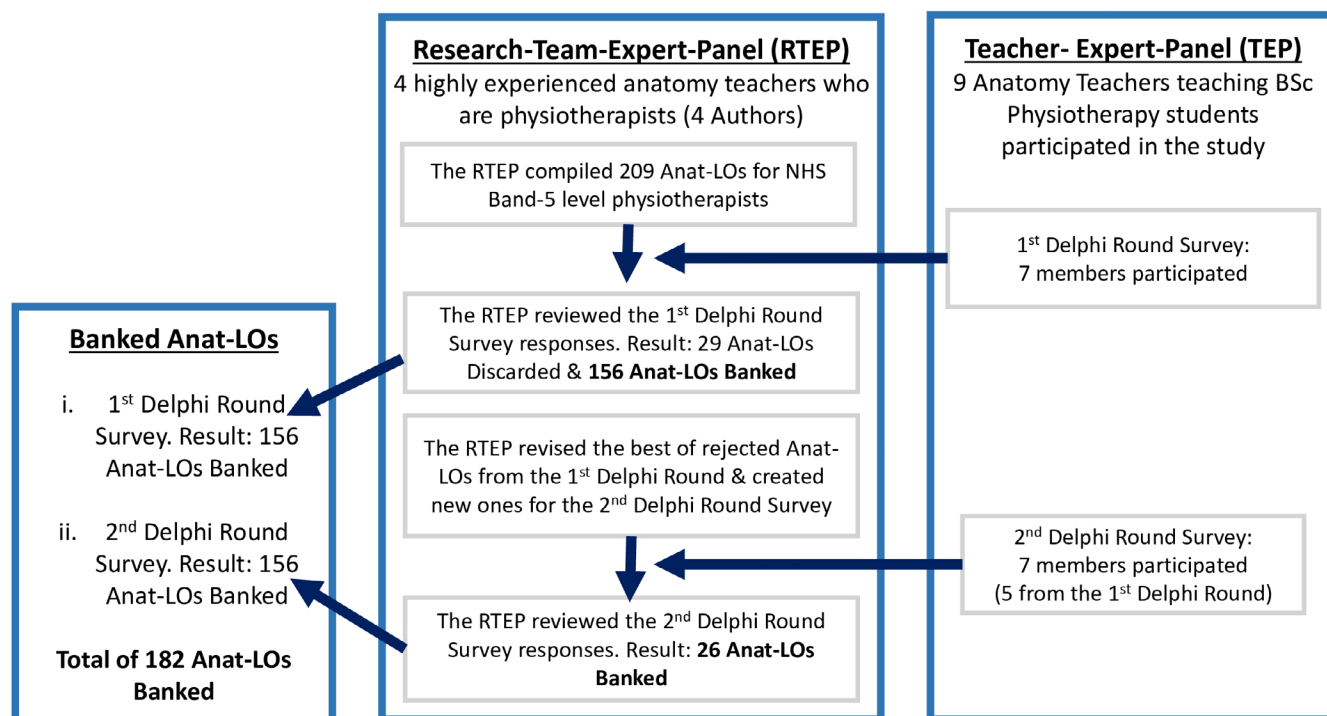 Research-Team-Expert-Panel (RTEP)
4 highly experienced anatomy teachers who
are physiotherapists (4 Authors)
The RTEP compiled 209 Anat-LOs for NHS
Band-5 level physiotherapists
The RTEP reviewed the 1st Delphi Round
Survey responses. Result: 29 Anat-LOs
Discarded & 156 Anat-LOs Banked
The RTEP revised the best of rejected Anat-
LOs from the 1st Delphi Round & created
new ones for the 2nd Delphi Round Survey
The RTEP reviewed the 2nd Delphi Round
Survey responses. Result: 26 Anat-LOs
Banked
Teacher- Expert-Panel (TEP)
9 Anatomy Teachers teaching BSc
Physiotherapy students
participated in the study
1st Delphi Round Survey:
7 members participated
2nd Delphi Round Survey:
7 members participated
(5 from the 1st Delphi Round)
Banked Anat-LOs
i. 1st Delphi Round
Survey. Result: 156
Anat-LOs Banked
ii. 2nd Delphi Round
Survey. Result: 156
Anat-LOs Banked
Total of 182 Anat-LOs
Banked